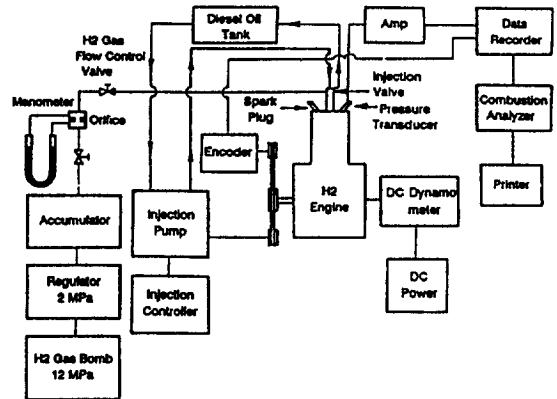 Diesel Oil
Tank
Amp
Data
Recorder
H2 Gas
Flow Control
Valve
Injection
Valve
Spark
Plug
Pressure
Transducer
Manometer
Orifice
Combustion
Analyzer
Encoder
Printer
Accumulator
Injection
Pump
H2
Engine
DC Dynamo
meter
Regulator
2 MPa
Injection
Controller
DC
Power
H2 Gas Bomb
12 MPa